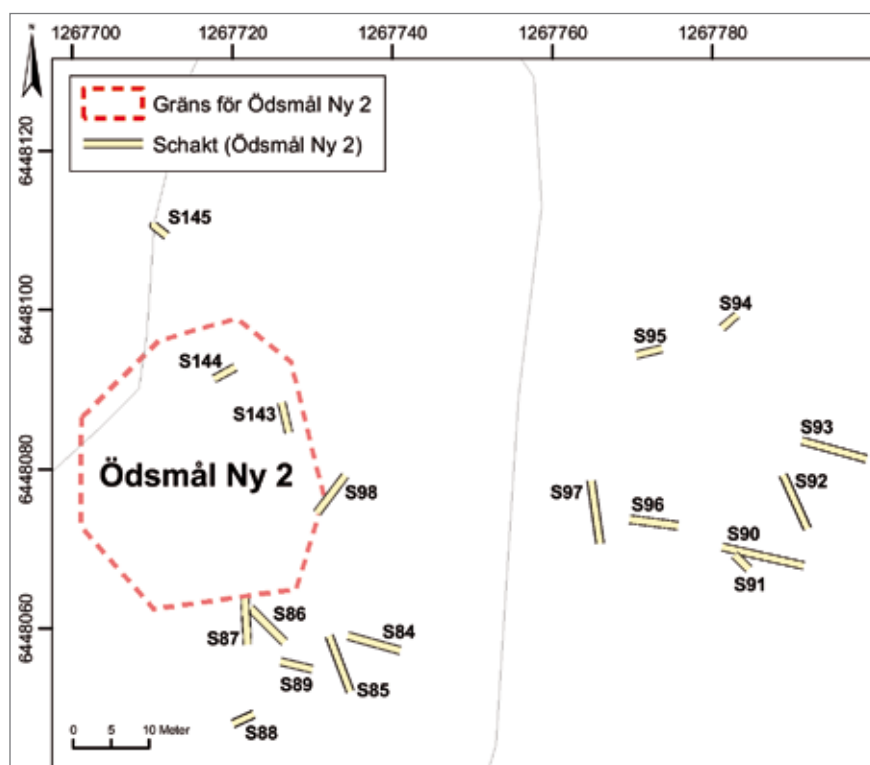 1267700 1267720 1267740 1267760 1267780
N
Gräns för Ödsmål Ny 2
Schakt (Ödsmål Ny 2)
6448120
S145
6448100
S94
S95
S144
S143
S93
6448080
Ödsmål Ny 2
S98
S92
S97
S96
S90
S91
6448060
S86
S84
S87
S89
S85
S88
0 5 10 Meter